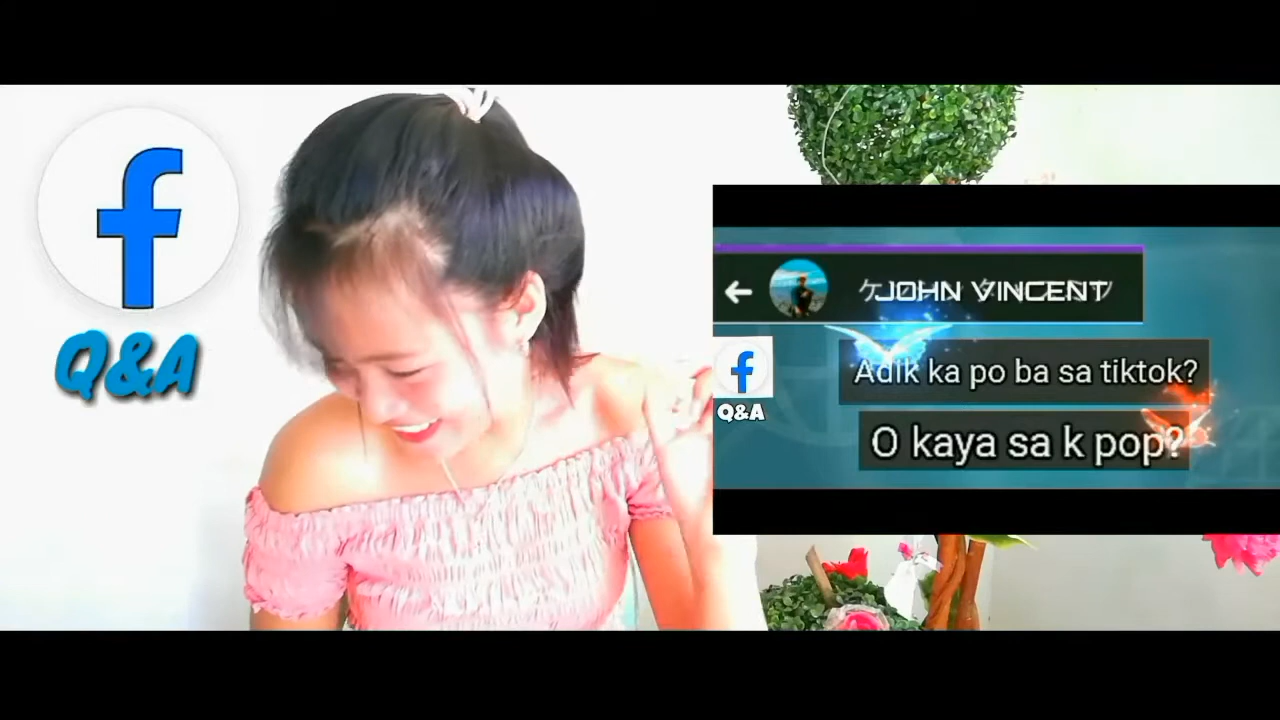 f
Q&A
JOHN VINCENT
f
Q&A
Adik ka po ba sa tiktok?
O kaya sa k pop?